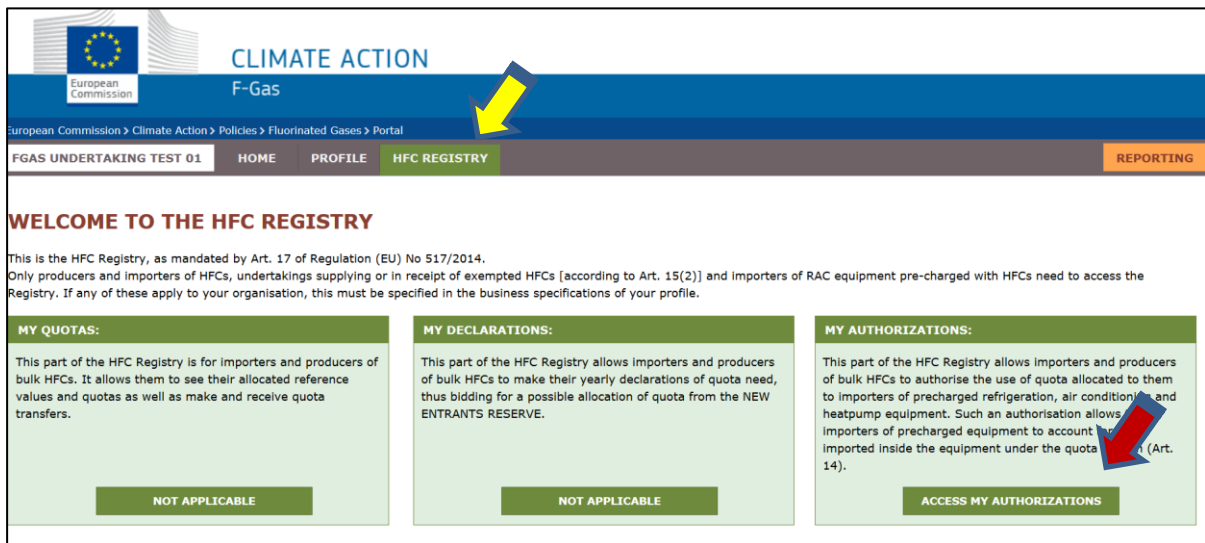 European
Commission
CLIMATE ACTION
F-Gas
European Commission > Climate Action > Policies > Fluorinated Gases > Portal
FGAS UNDERTAKING TEST 01 HOME PROFILE HFC REGISTRY REPORTING
WELCOME TO THE HFC REGISTRY
This is the HFC Registry, as mandated by Art. 17 of Regulation (EU) No 517/2014.
Only producers and importers of HFCs, undertakings supplying or in receipt of exempted HFCs [according to Art. 15(2)] and importers of RAC equipment pre-charged with HFCs need to access the
Registry. If any of these apply to your organisation, this must be specified in the business specifications of your profile.
MY QUOTAS:
This part of the HFC Registry is for importers and producers of
bulk HFCs. It allows them to see their allocated reference
values and quotas as well as make and receive quota
transfers.
NOT APPLICABLE
MY DECLARATIONS:
This part of the HFC Registry allows importers and producers
of bulk HFCs to make their yearly declarations of quota need,
thus bidding for a possible allocation of quota from the NEW
ENTRANTS RESERVE.
NOT APPLICABLE
MY AUTHORIZATIONS:
This part of the HFC Registry allows importers and producers
of bulk HFCs to authorise the use of quota allocated to them
to importers of precharged refrigeration, air conditioning and
heatpump equipment. Such an authorisation allows
importers of precharged equipment to account
imported inside the equipment under the quota (Art.
14).
ACCESS MY AUTHORIZATIONS